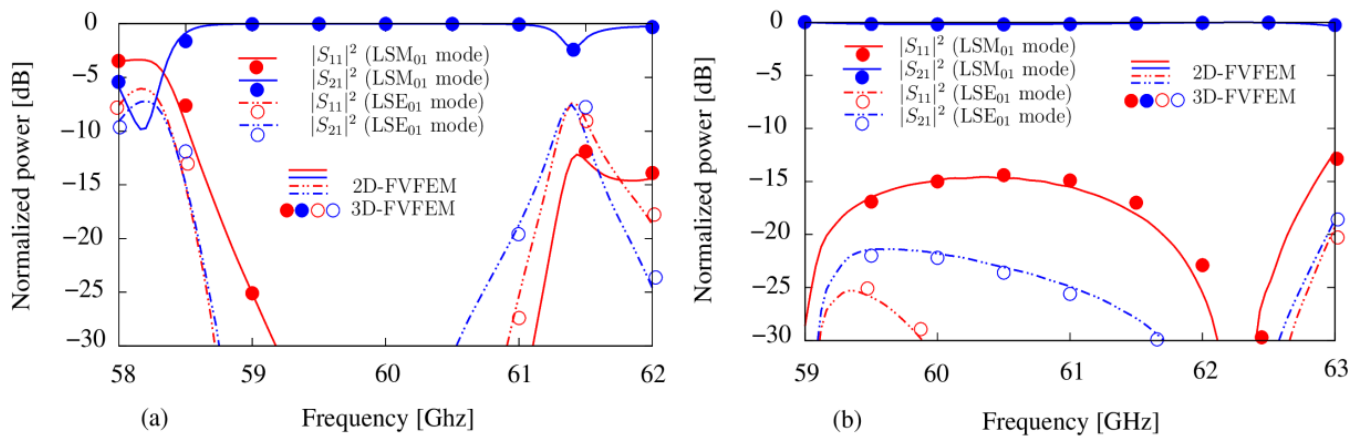 0
−5
−10
−15
−20
−25
−30
Normalized power [dB]
|S₁₁|² (LSM₀₁ mode)
|S₂₁|² (LSM₀₁ mode)
|S₁₁|² (LSE₀₁ mode)
|S₂₁|² (LSE₀₁ mode)
2D-FVFEM
3D-FVFEM
58 59 60 61 62
(a) Frequency [Ghz]
0
−5
−10
−15
−20
−25
−30
Normalized power [dB]
|S₁₁|² (LSM₀₁ mode)
|S₂₁|² (LSM₀₁ mode)
|S₁₁|² (LSE₀₁ mode)
|S₂₁|² (LSE₀₁ mode)
2D-FVFEM
3D-FVFEM
59 60 61 62 63
(b) Frequency [GHz]